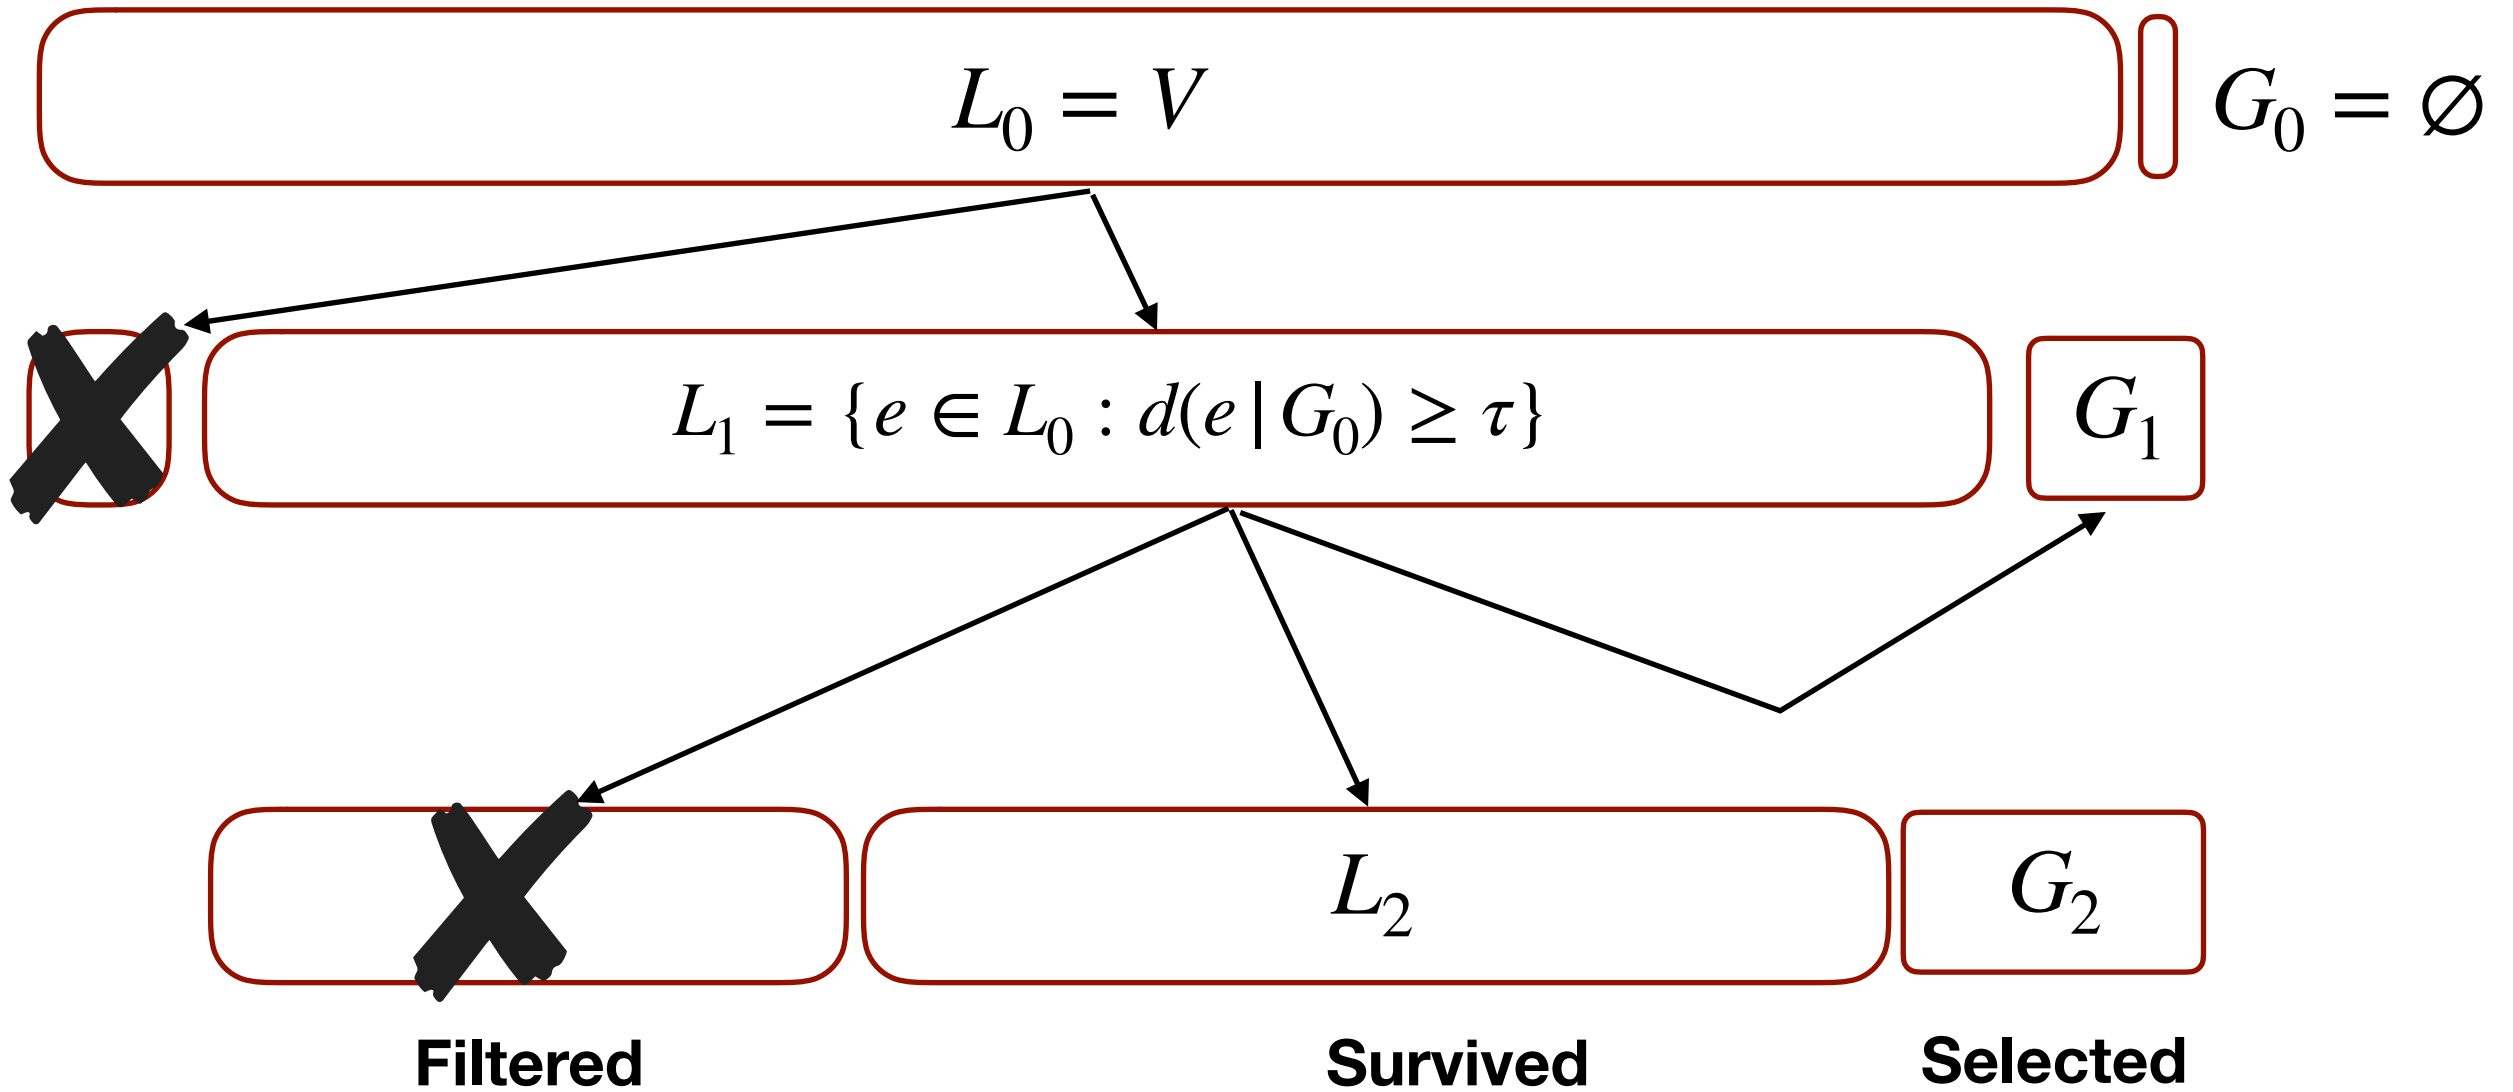 L₀ = V G₀ = ∅
L₁ = {e ∈ L₀ : d(e | G₀) ≥ τ} G₁
L₂ G₂
Filtered Survived Selected